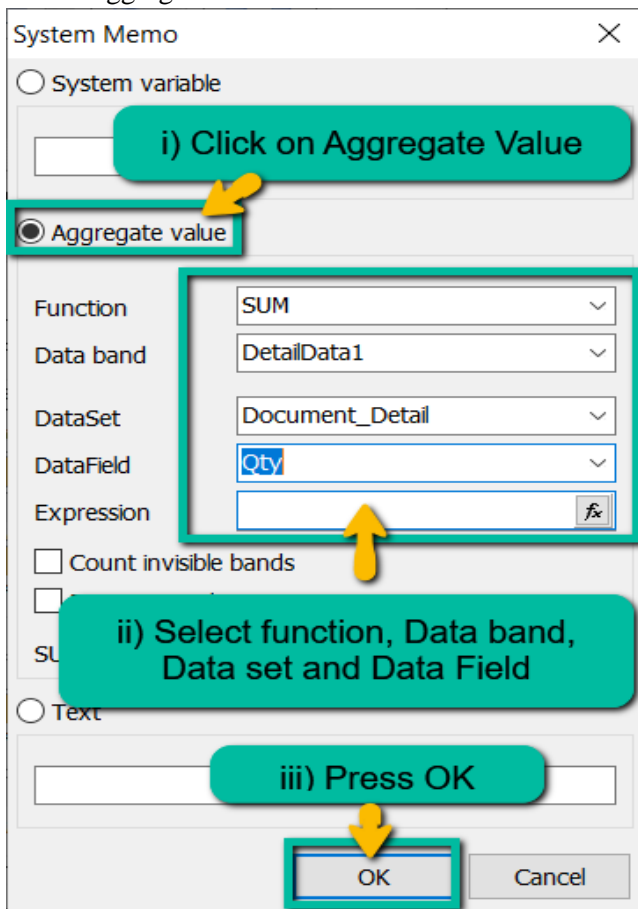 System Memo
System variable
i) Click on Aggregate Value
Aggregate value
Function SUM
Data band DetailData1
DataSet Document_Detail
DataField Qty
Expression fx
Count invisible bands
ii) Select function, Data band,
Data set and Data Field
SU
Text
iii) Press OK
OK Cancel